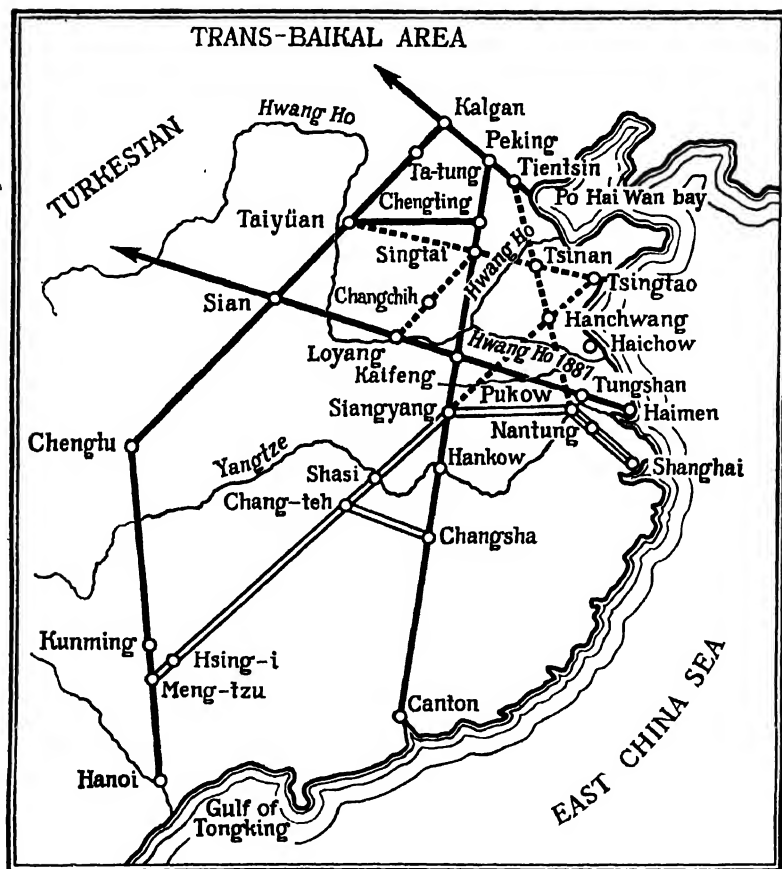 TRANS-BAIKAL AREA
Hwang Ho
Kalgan
TURKESTAN
Peking
Ta-tung
Tientsin
Chengting
Po Hai Wan bay
Taiyüan
Hwang Ho
Singtai
Tsinan
Tsingtao
Sian
Changchih
Hanchwang
Loyang
Hwang Ho 1887
Haichow
Kaifeng
Tungshan
Pukow
Siangyang
Haimen
Nantung
Chengtu
Yangtze
Hankow
Shanghai
Shasi
Chang-teh
Changsha
Kunming
Hsing-i
Meng-tzu
Canton
Hanoi
EAST CHINA SEA
Gulf of
Tongking